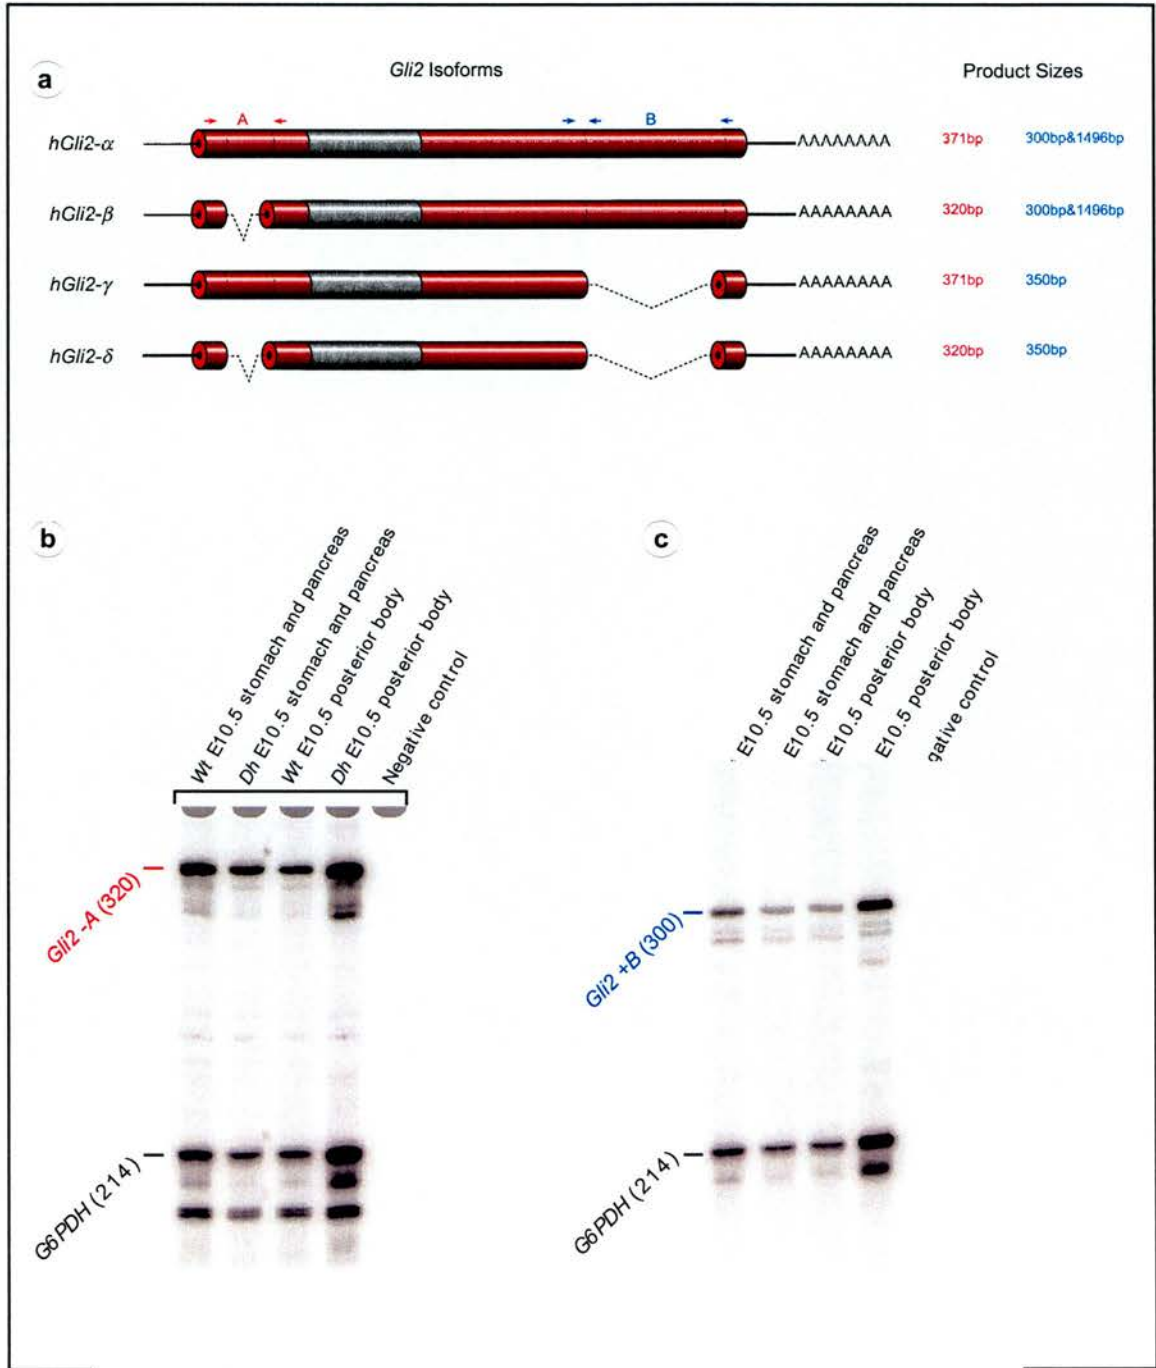 a
Gli2 Isoforms
Product Sizes
A
B
hGli2-α
AAAAAAAA
371bp
300bp&1496bp
hGli2-β
AAAAAAAA
320bp
300bp&1496bp
hGli2-γ
AAAAAAAA
371bp
350bp
hGli2-δ
AAAAAAAA
320bp
350bp
b
Wt E10.5 stomach and pancreas
Dh E10.5 stomach and pancreas
Wt E10.5 posterior body
Dh E10.5 posterior body
Negative control
Gli2 -A (320)
G6PDH (214)
c
E10.5 stomach and pancreas
E10.5 stomach and pancreas
E10.5 posterior body
E10.5 posterior body
gative control
Gli2 +B (300)
G6PDH (214)